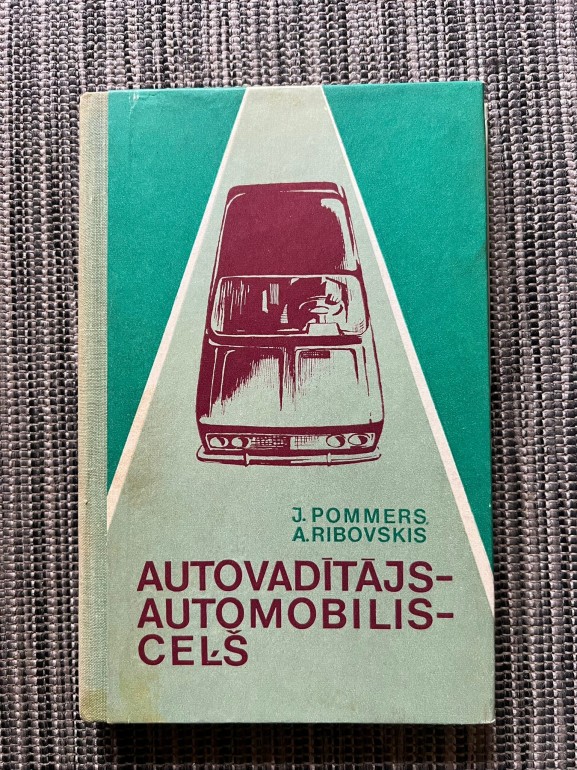 J. POMMERS,
A. RIBOVSKIS
AUTOVADĪTĀJS-
AUTOMOBILIS-
CEĻŠ